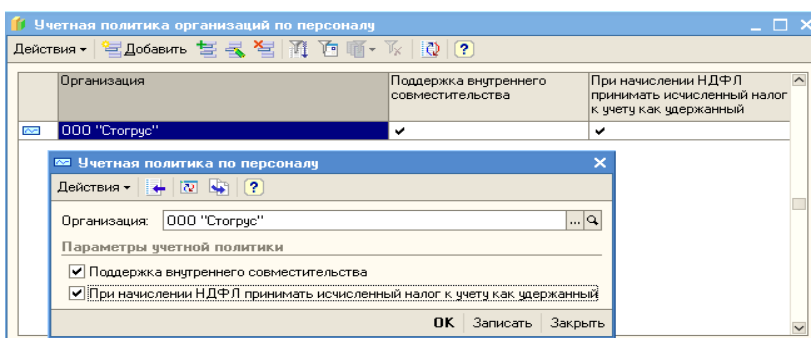 Учетная политика организаций по персоналу
Действия Добавить
Организация
Поддержка внутреннего совместительства
При начислении НДФЛ принимать исчисленный налог к учету как удержанный
ООО "Стогрус"
Учетная политика по персоналу
Действия
Организация: ООО "Стогрус" ...
Параметры учетной политики
Поддержка внутреннего совместительства
При начислении НДФЛ принимать исчисленный налог к учету как удержанный
OK Записать Закрыть